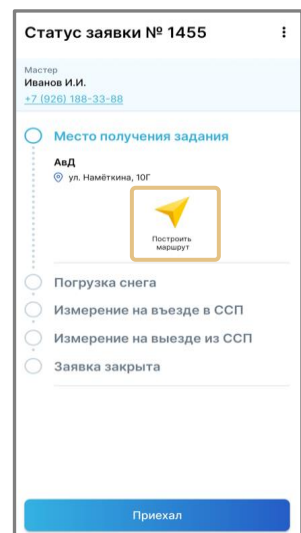 Статус заявки № 1455
Мастер
Иванов И.И.
+7 (926) 188-33-88
Место получения задания
АвД
ул. Намёткина, 10Г
Построить
маршрут
Погрузка снега
Измерение на въезде в ССП
Измерение на выезде из ССП
Заявка закрыта
Приехал